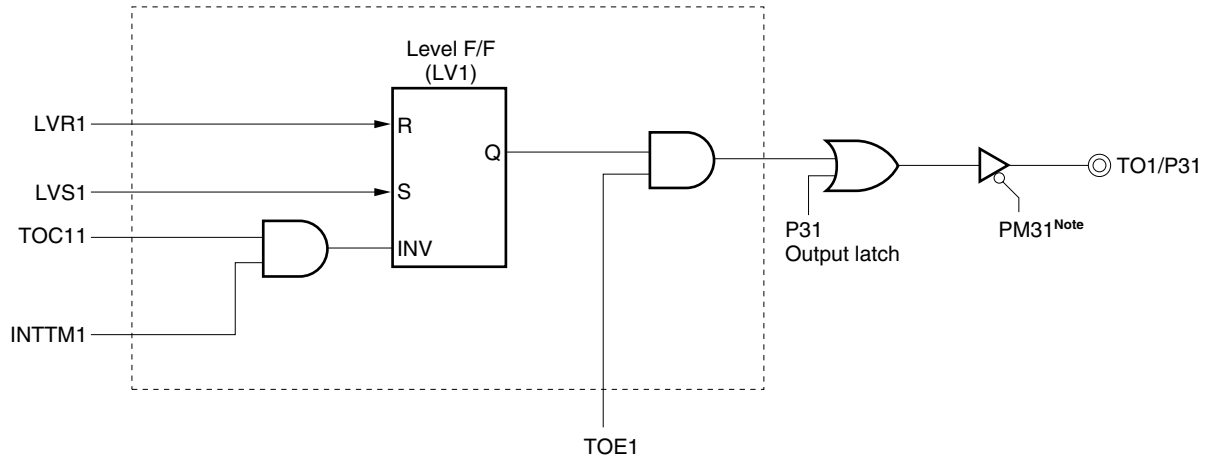 Level F/F
(LV1)
LVR1
R
Q
TO1/P31
LVS1
S
TOC11
P31
Output latch
PM31Note
INV
INTTM1
TOE1